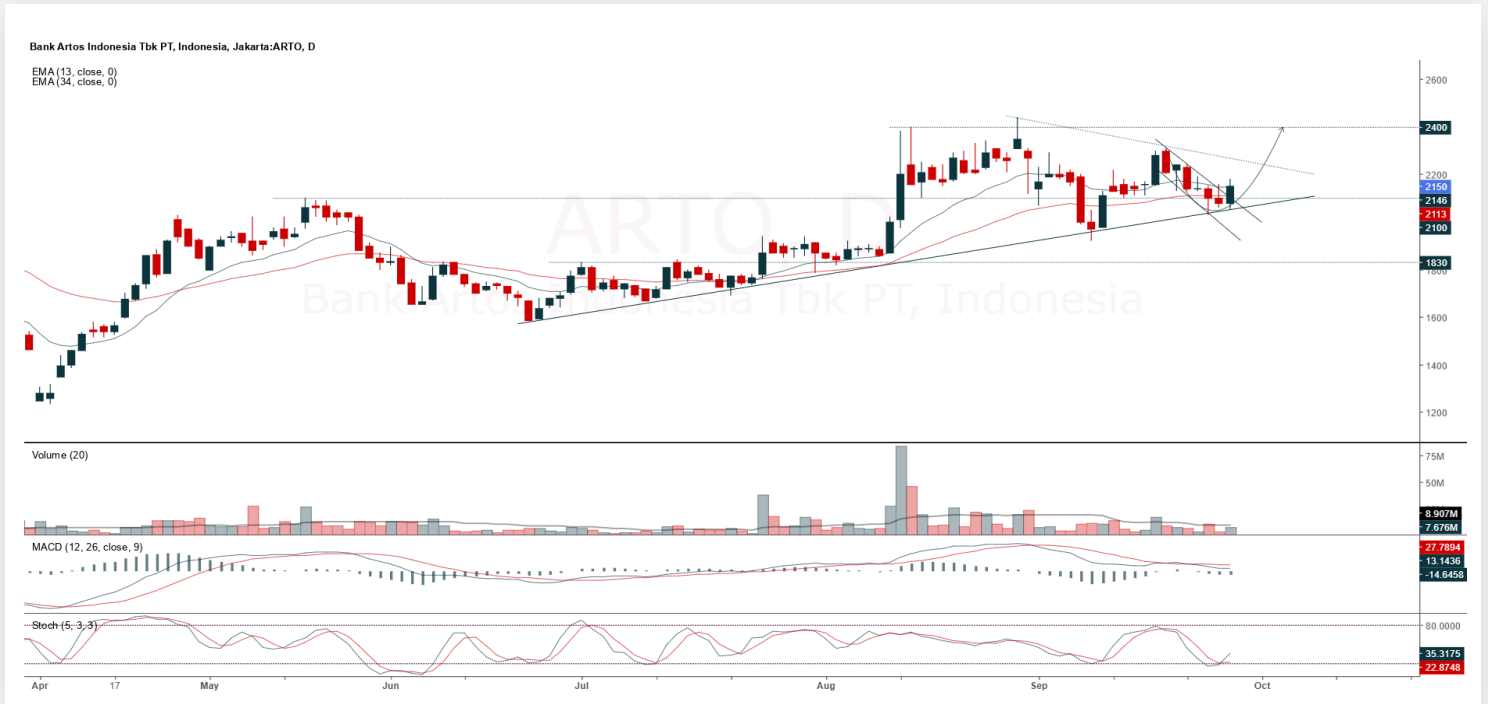 Bank Artos Indonesia Tbk PT, Indonesia, Jakarta:ARTO, D
EMA (13, close, 0)
EMA (34, close, 0)
ARTO, D
Bank Artos Indonesia Tbk PT, Indonesia
2600
2400
2200
2150
2146
2113
2100
1830
1800
1600
1400
1200
Volume (20)
75M
50M
8.907M
7.676M
MACD (12, 26, close, 9)
27.7894
13.1436
-14.6458
Stoch (5, 3, 3)
80.0000
35.3175
22.8748
Apr 17 May Jun Jul Aug Sep Oct